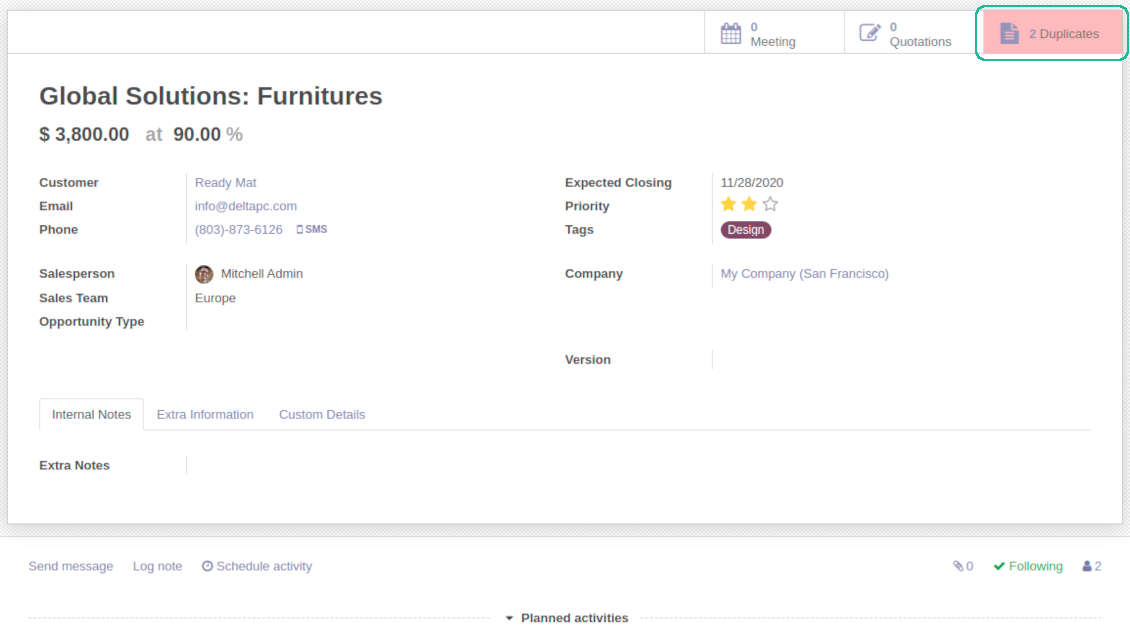 0 Meeting
0 Quotations
2 Duplicates
Global Solutions: Furnitures
$ 3,800.00 at 90.00 %
Customer Ready Mat
Email info@deltapc.com
Phone (803)-873-6126 SMS
Expected Closing 11/28/2020
Priority
Tags Design
Salesperson Mitchell Admin
Sales Team Europe
Opportunity Type
Company My Company (San Francisco)
Version
Internal Notes Extra Information Custom Details
Extra Notes
Send message Log note Schedule activity 0 Following 2
Planned activities